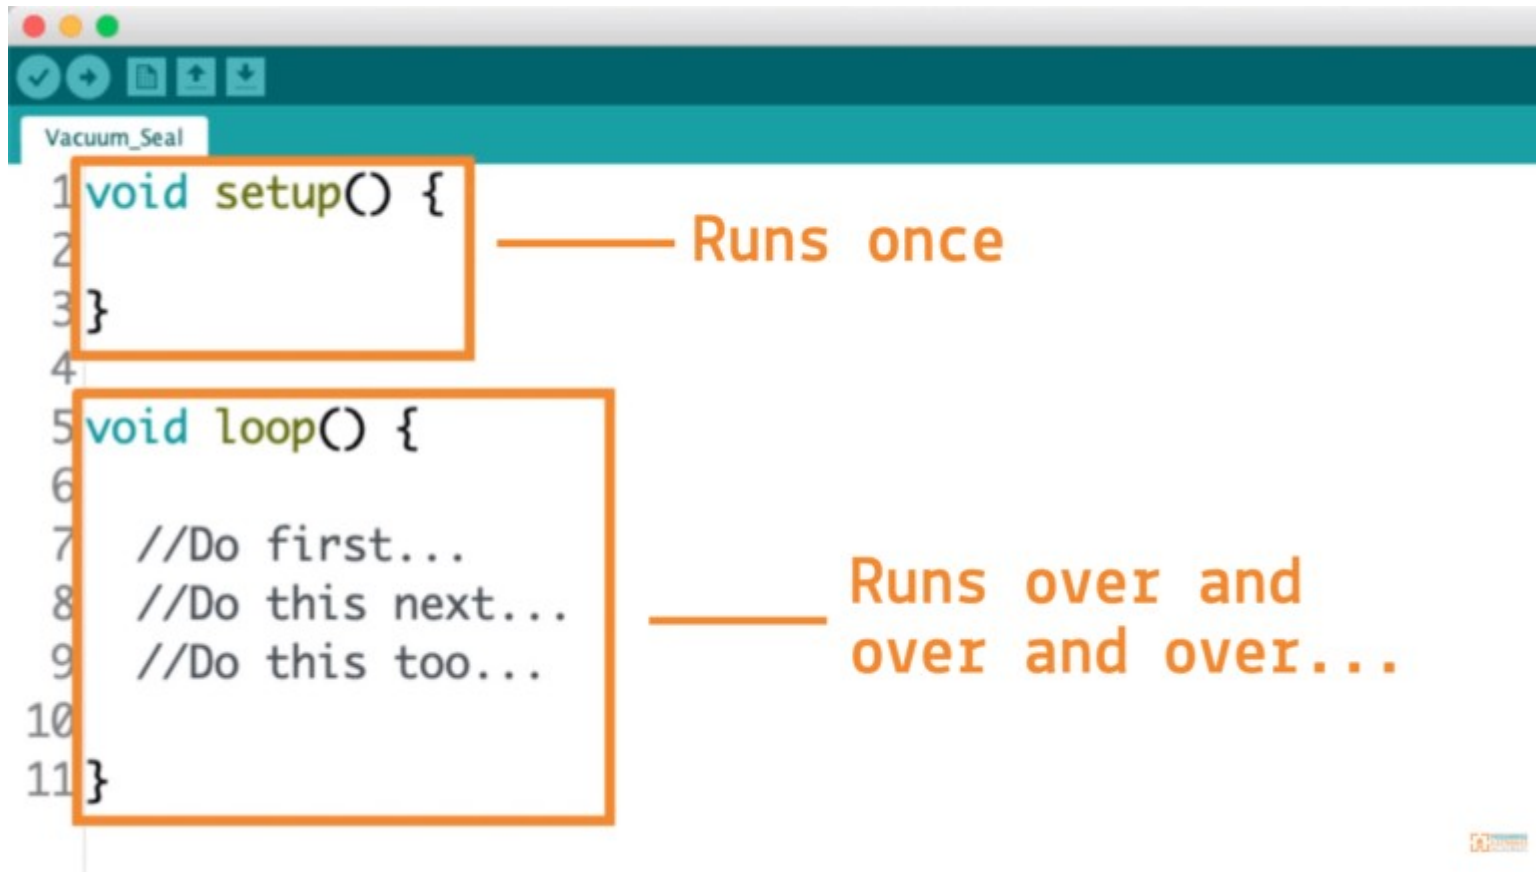 Vacuum_Seal
1 void setup() {
Runs once
2
3 }
4
5 void loop() {
6
7 //Do first...
8 //Do this next...
9 //Do this too...
Runs over and
over and over...
10
11 }